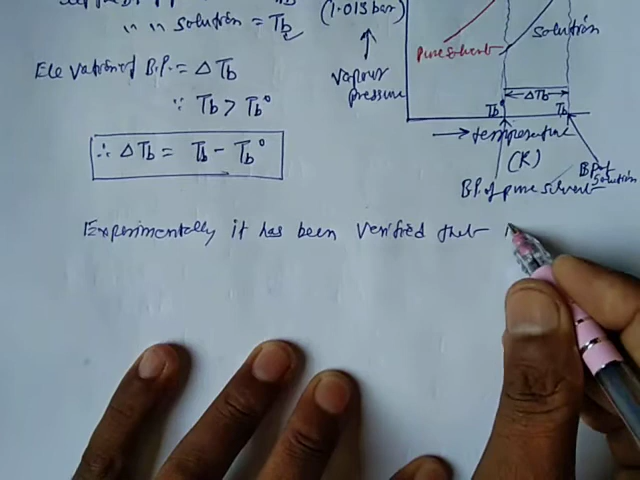 " " solution = Tb
(1.013 bar)
Elevation of B.P. = ΔTb
∵ Tb > Tb°
∴ ΔTb = Tb - Tb°
Vapour
pressure
Pure solvent
solution
ΔTb
Tb°
Tb
temperature
(K)
B.P. of pure solvent
B.P. of
solution
Experimentally it has been verified that